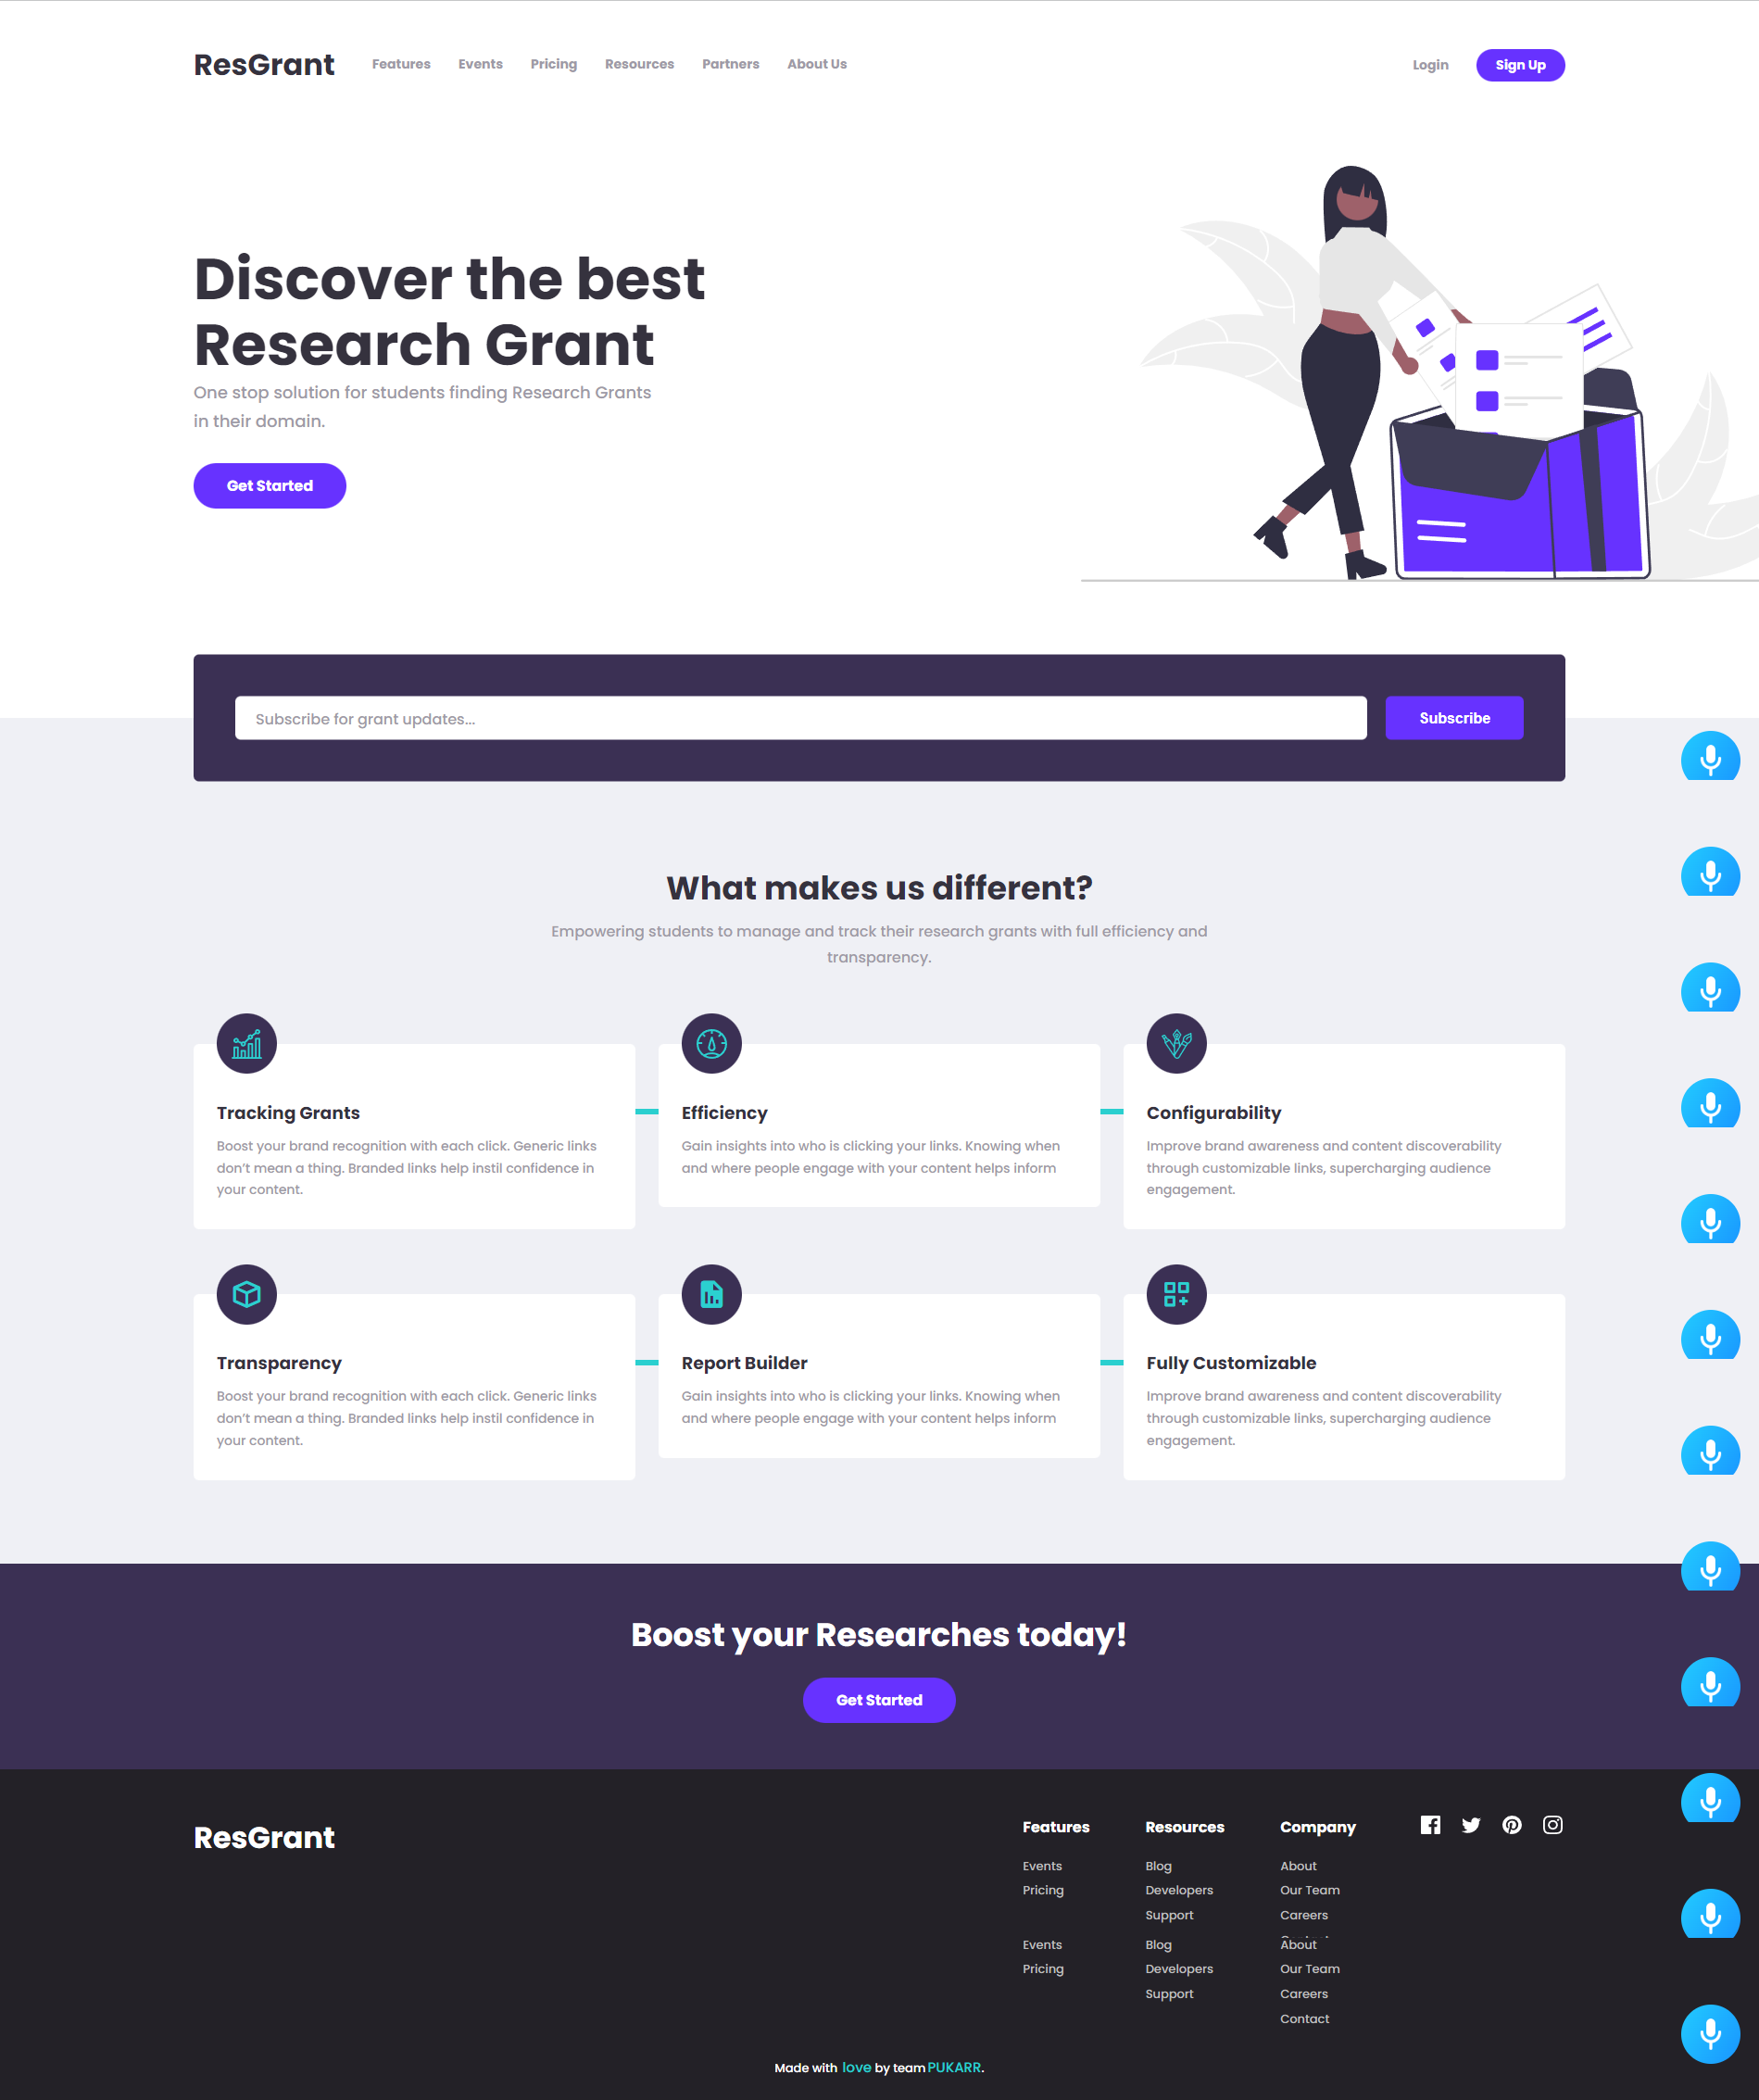 ResGrant Features Events Pricing Resources Partners About Us Login Sign Up
Discover the best
Research Grant
One stop solution for students finding Research Grants
in their domain.
Get Started
Subscribe for grant updates...
Subscribe
What makes us different?
Empowering students to manage and track their research grants with full efficiency and
transparency.
Tracking Grants
Boost your brand recognition with each click. Generic links
don't mean a thing. Branded links help instil confidence in
your content.
Efficiency
Gain insights into who is clicking your links. Knowing when
and where people engage with your content helps inform
Configurability
Improve brand awareness and content discoverability
through customizable links, supercharging audience
engagement.
Transparency
Boost your brand recognition with each click. Generic links
don't mean a thing. Branded links help instil confidence in
your content.
Report Builder
Gain insights into who is clicking your links. Knowing when
and where people engage with your content helps inform
Fully Customizable
Improve brand awareness and content discoverability
through customizable links, supercharging audience
engagement.
Boost your Researches today!
Get Started
ResGrant
Features
Events
Pricing
Events
Pricing
Resources
Blog
Developers
Support
Blog
Developers
Support
Company
About
Our Team
Careers
About
Our Team
Careers
Contact
Made with love by team PUKARR.